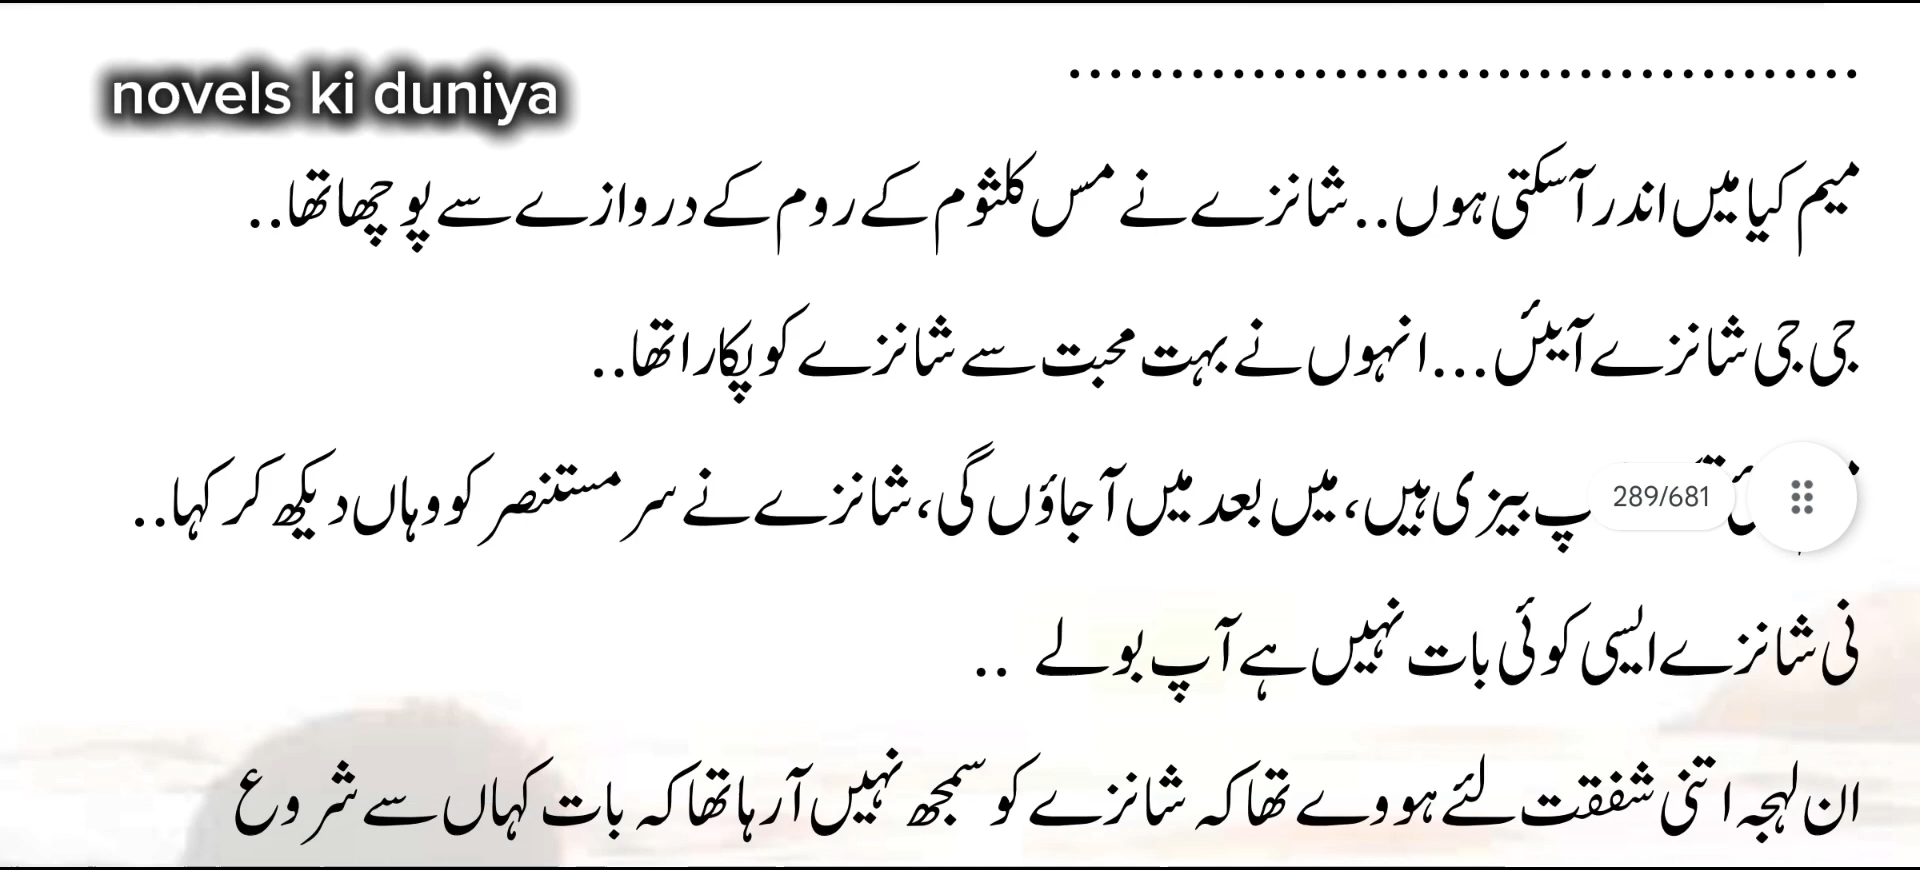 novels ki duniya
.......................................
میم کیا میں اندر آسکتی ہوں.. شانزے نے مس کلثوم کے روم کے دروازے سے پوچھا تھا..
جی جی شانزے آیئں... انہوں نے بہت محبت سے شانزے کو پکارا تھا..
بیزی ہیں، میں بعد میں آ جاؤں گی، شانزے نے سر مستنصر کو وہاں دیکھ کر کہا..
289/681
نی شانزے ایسی کوئی بات نہیں ہے آپ بولے ..
ان لہجہ اتنی شفقت لئے ہووے تھا کہ شانزے کو سمجھ نہیں آرہا تھا کہ بات کہاں سے شروع